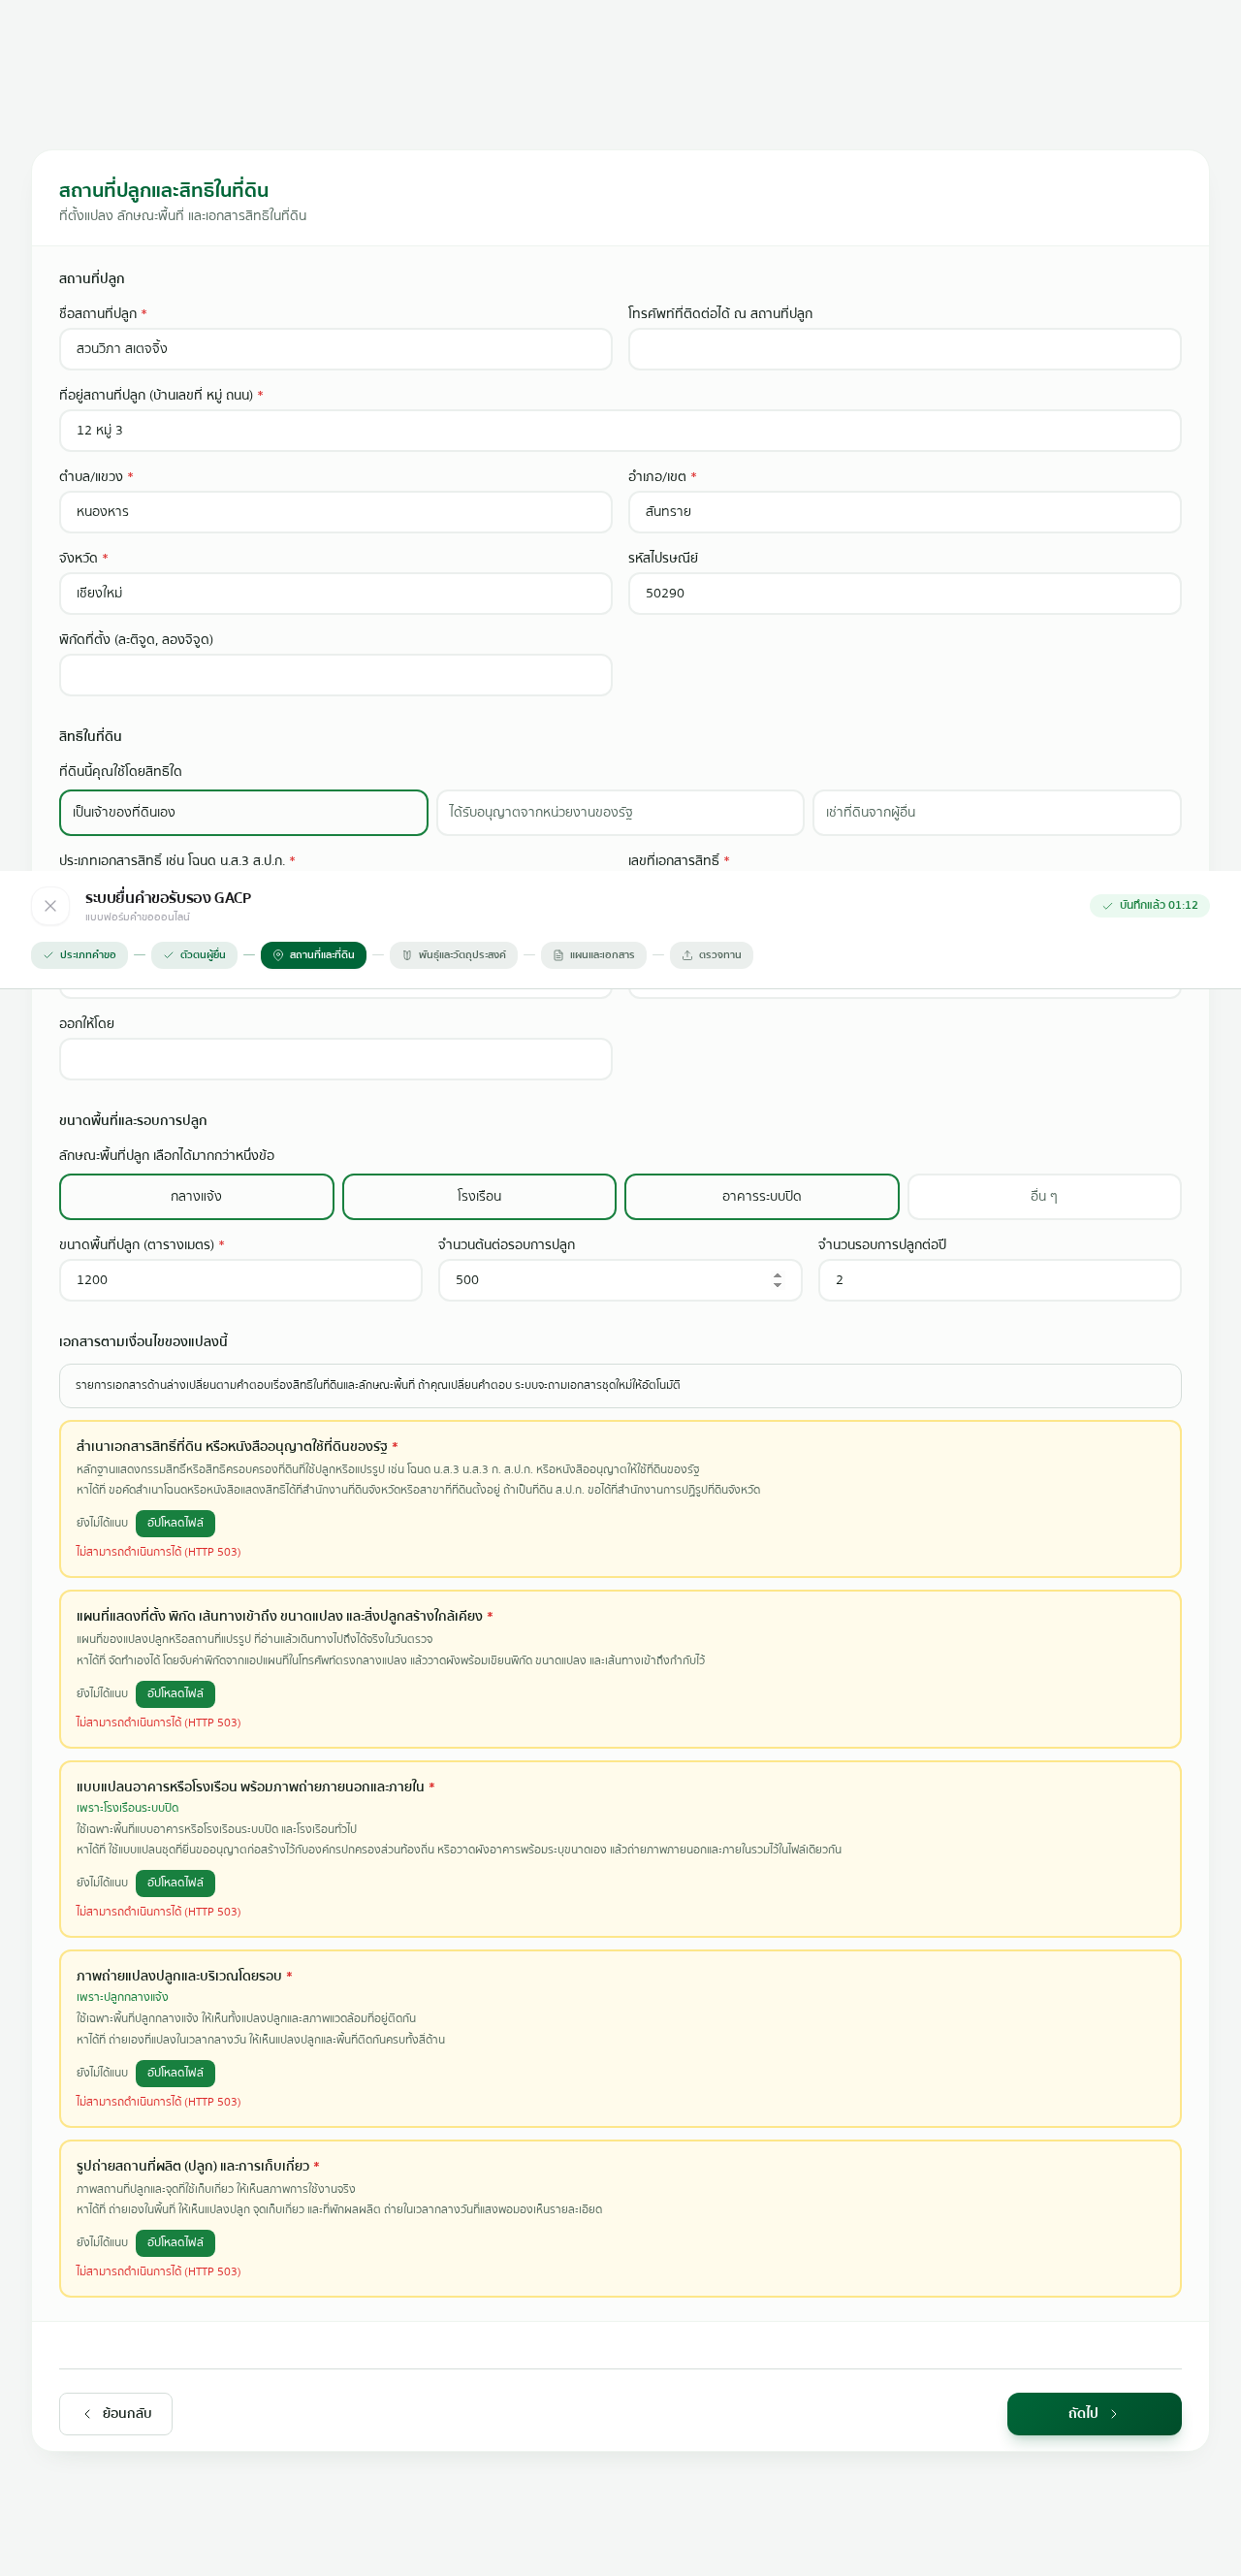 สถานที่ปลูกและสิทธิในที่ดิน
ที่ตั้งแปลง ลักษณะพื้นที่ และเอกสารสิทธิในที่ดิน
สถานที่ปลูก
ชื่อสถานที่ปลูก *
โทรศัพท์ที่ติดต่อได้ ณ สถานที่ปลูก
สวนวิภา สเตจจิ้ง
ที่อยู่สถานที่ปลูก (บ้านเลขที่ หมู่ ถนน) *
12 หมู่ 3
ตำบล/แขวง *
อำเภอ/เขต *
หนองหาร
สันทราย
จังหวัด *
รหัสไปรษณีย์
เชียงใหม่
50290
พิกัดที่ตั้ง (ละติจูด, ลองจิจูด)
สิทธิในที่ดิน
ที่ดินนี้คุณใช้โดยสิทธิใด
เป็นเจ้าของที่ดินเอง
ได้รับอนุญาตจากหน่วยงานของรัฐ
เช่าที่ดินจากผู้อื่น
ประเภทเอกสารสิทธิ์ เช่น โฉนด น.ส.3 ส.ป.ก. *
เลขที่เอกสารสิทธิ์ *
ระบบยื่นคำขอรับรอง GACP
แบบฟอร์มคำขอออนไลน์
บันทึกแล้ว 01:12
ประเภทคำขอ
ตัวตนผู้ยื่น
สถานที่และที่ดิน
พันธุ์และวัตถุประสงค์
แผนและเอกสาร
ตรวจทาน
ออกให้โดย
ขนาดพื้นที่และรอบการปลูก
ลักษณะพื้นที่ปลูก เลือกได้มากกว่าหนึ่งข้อ
กลางแจ้ง
โรงเรือน
อาคารระบบปิด
อื่น ๆ
ขนาดพื้นที่ปลูก (ตารางเมตร) *
จำนวนต้นต่อรอบการปลูก
จำนวนรอบการปลูกต่อปี
1200
500
2
เอกสารตามเงื่อนไขของแปลงนี้
รายการเอกสารด้านล่างเปลี่ยนตามคำตอบเรื่องสิทธิในที่ดินและลักษณะพื้นที่ ถ้าคุณเปลี่ยนคำตอบ ระบบจะถามเอกสารชุดใหม่ให้อัตโนมัติ
สำเนาเอกสารสิทธิ์ที่ดิน หรือหนังสืออนุญาตใช้ที่ดินของรัฐ *
หลักฐานแสดงกรรมสิทธิ์หรือสิทธิครอบครองที่ดินที่ใช้ปลูกหรือแปรรูป เช่น โฉนด น.ส.3 น.ส.3 ก. ส.ป.ก. หรือหนังสืออนุญาตให้ใช้ที่ดินของรัฐ
หาได้ที่ ขอคัดสำเนาโฉนดหรือหนังสือแสดงสิทธิได้ที่สำนักงานที่ดินจังหวัดหรือสาขาที่ที่ดินตั้งอยู่ ถ้าเป็นที่ดิน ส.ป.ก. ขอได้ที่สำนักงานการปฏิรูปที่ดินจังหวัด
ยังไม่ได้แนบ อัปโหลดไฟล์
ไม่สามารถดำเนินการได้ (HTTP 503)
แผนที่แสดงที่ตั้ง พิกัด เส้นทางเข้าถึง ขนาดแปลง และสิ่งปลูกสร้างใกล้เคียง *
แผนที่ของแปลงปลูกหรือสถานที่แปรรูป ที่อ่านแล้วเดินทางไปถึงได้จริงในวันตรวจ
หาได้ที่ จัดทำเองได้ โดยจับค่าพิกัดจากแอปแผนที่ในโทรศัพท์ตรงกลางแปลง แล้ววาดผังพร้อมเขียนพิกัด ขนาดแปลง และเส้นทางเข้าถึงกำกับไว้
ยังไม่ได้แนบ อัปโหลดไฟล์
ไม่สามารถดำเนินการได้ (HTTP 503)
แบบแปลนอาคารหรือโรงเรือน พร้อมภาพถ่ายภายนอกและภายใน *
เพราะโรงเรือนระบบปิด
ใช้เฉพาะพื้นที่แบบอาคารหรือโรงเรือนระบบปิด และโรงเรือนทั่วไป
หาได้ที่ ใช้แบบแปลนชุดที่ยื่นขออนุญาตก่อสร้างไว้กับองค์กรปกครองส่วนท้องถิ่น หรือวาดผังอาคารพร้อมระบุขนาดเอง แล้วถ่ายภาพภายนอกและภายในรวมไว้ในไฟล์เดียวกัน
ยังไม่ได้แนบ อัปโหลดไฟล์
ไม่สามารถดำเนินการได้ (HTTP 503)
ภาพถ่ายแปลงปลูกและบริเวณโดยรอบ *
เพราะปลูกกลางแจ้ง
ใช้เฉพาะพื้นที่ปลูกกลางแจ้ง ให้เห็นทั้งแปลงปลูกและสภาพแวดล้อมที่อยู่ติดกัน
หาได้ที่ ถ่ายเองที่แปลงในเวลากลางวัน ให้เห็นแปลงปลูกและพื้นที่ติดกันครบทั้งสี่ด้าน
ยังไม่ได้แนบ อัปโหลดไฟล์
ไม่สามารถดำเนินการได้ (HTTP 503)
รูปถ่ายสถานที่ผลิต (ปลูก) และการเก็บเกี่ยว *
ภาพสถานที่ปลูกและจุดที่ใช้เก็บเกี่ยว ให้เห็นสภาพการใช้งานจริง
หาได้ที่ ถ่ายเองในพื้นที่ ให้เห็นแปลงปลูก จุดเก็บเกี่ยว และที่พักผลผลิต ถ่ายในเวลากลางวันที่แสงพอมองเห็นรายละเอียด
ยังไม่ได้แนบ อัปโหลดไฟล์
ไม่สามารถดำเนินการได้ (HTTP 503)
ย้อนกลับ
ถัดไป